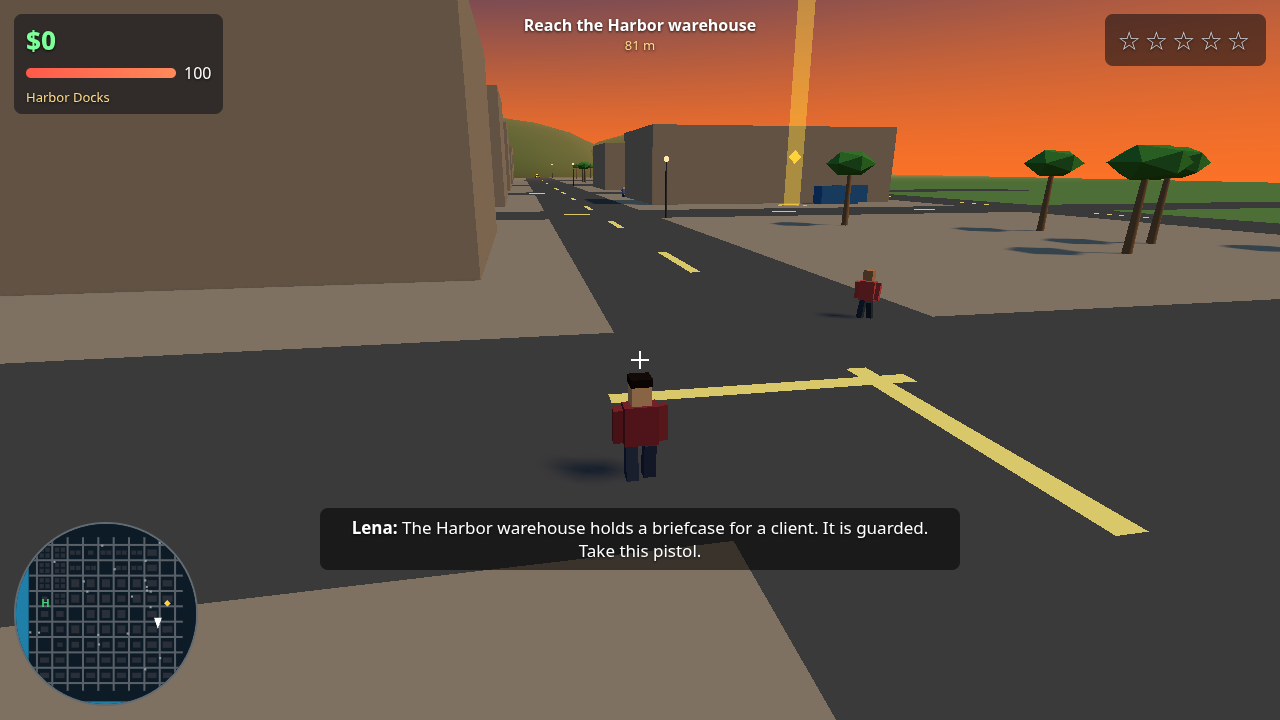 $0
100
Harbor Docks
Reach the Harbor warehouse
81 m
Lena: The Harbor warehouse holds a briefcase for a client. It is guarded.
Take this pistol.
H